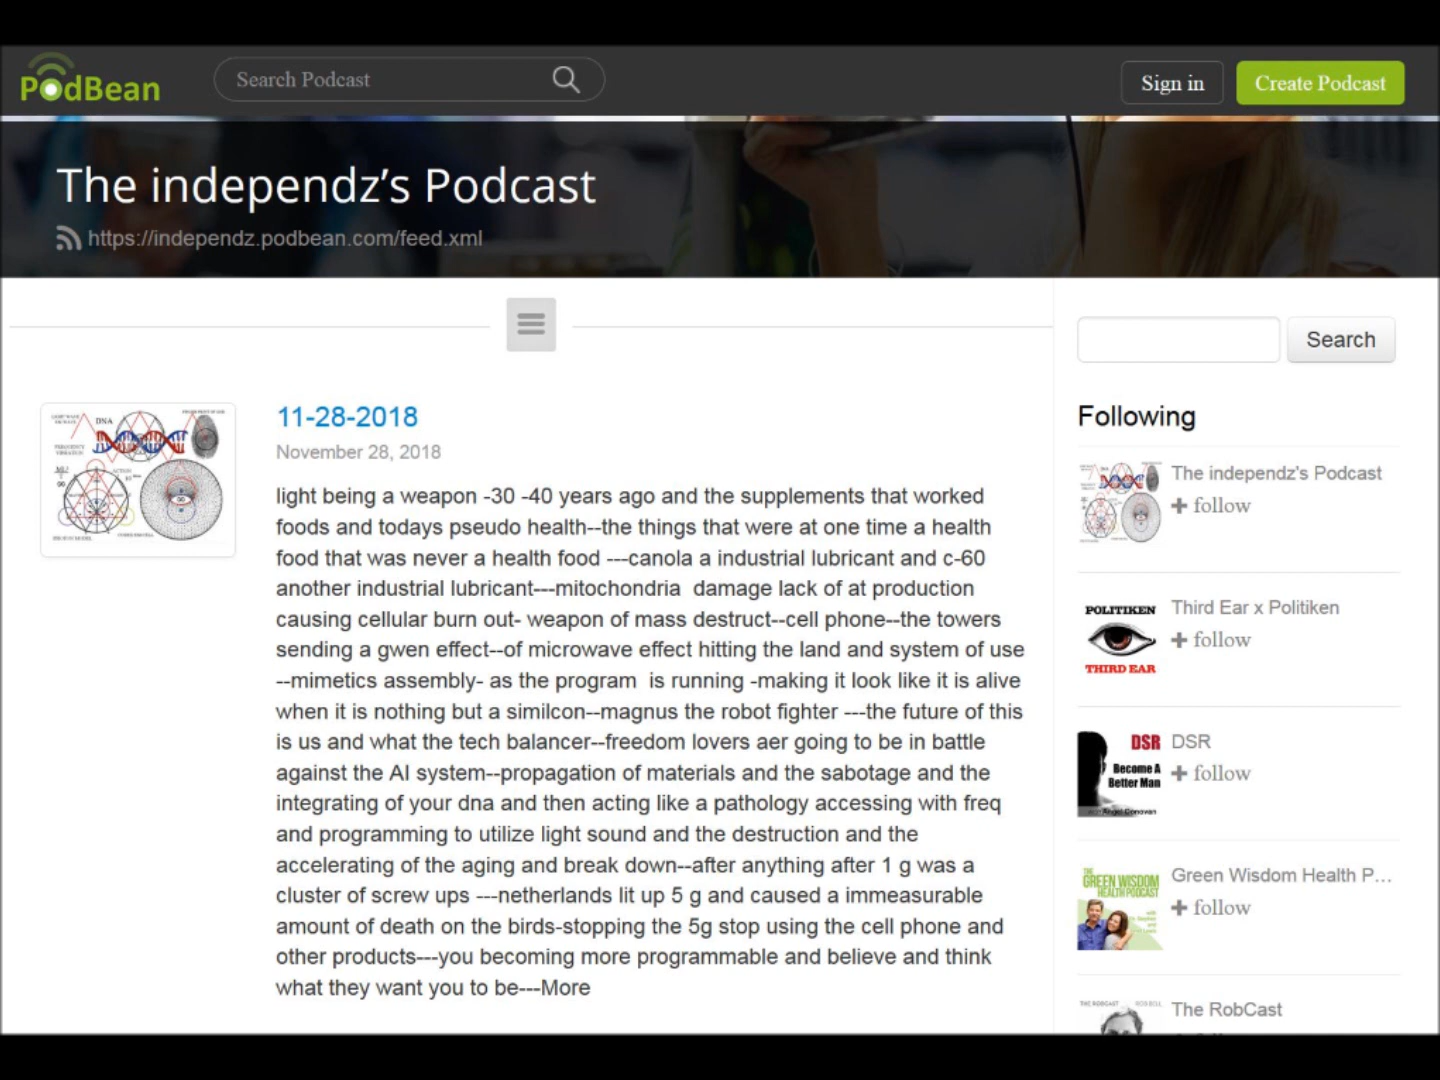 PodBean
Search Podcast
Sign in
Create Podcast
The independz's Podcast
https://independz.podbean.com/feed.xml
Search
11-28-2018
November 28, 2018
light being a weapon -30 -40 years ago and the supplements that worked
foods and todays pseudo health--the things that were at one time a health
food that was never a health food ---canola a industrial lubricant and c-60
another industrial lubricant---mitochondria  damage lack of at production
causing cellular burn out- weapon of mass destruct--cell phone--the towers
sending a gwen effect--of microwave effect hitting the land and system of use
--mimetics assembly- as the program  is running -making it look like it is alive
when it is nothing but a similcon--magnus the robot fighter ---the future of this
is us and what the tech balancer--freedom lovers aer going to be in battle
against the AI system--propagation of materials and the sabotage and the
integrating of your dna and then acting like a pathology accessing with freq
and programming to utilize light sound and the destruction and the
accelerating of the aging and break down--after anything after 1 g was a
cluster of screw ups ---netherlands lit up 5 g and caused a immeasurable
amount of death on the birds-stopping the 5g stop using the cell phone and
other products---you becoming more programmable and believe and think
what they want you to be---More
DNA
Following
The independz's Podcast
+ follow
POLITIKEN
THIRD EAR
Third Ear x Politiken
+ follow
DSR
Become A
Better Man
DSR
+ follow
THE
GREEN WISDOM
HEALTH PODCAST
Green Wisdom Health P...
+ follow
THE ROBCAST
ROB BELL
The RobCast